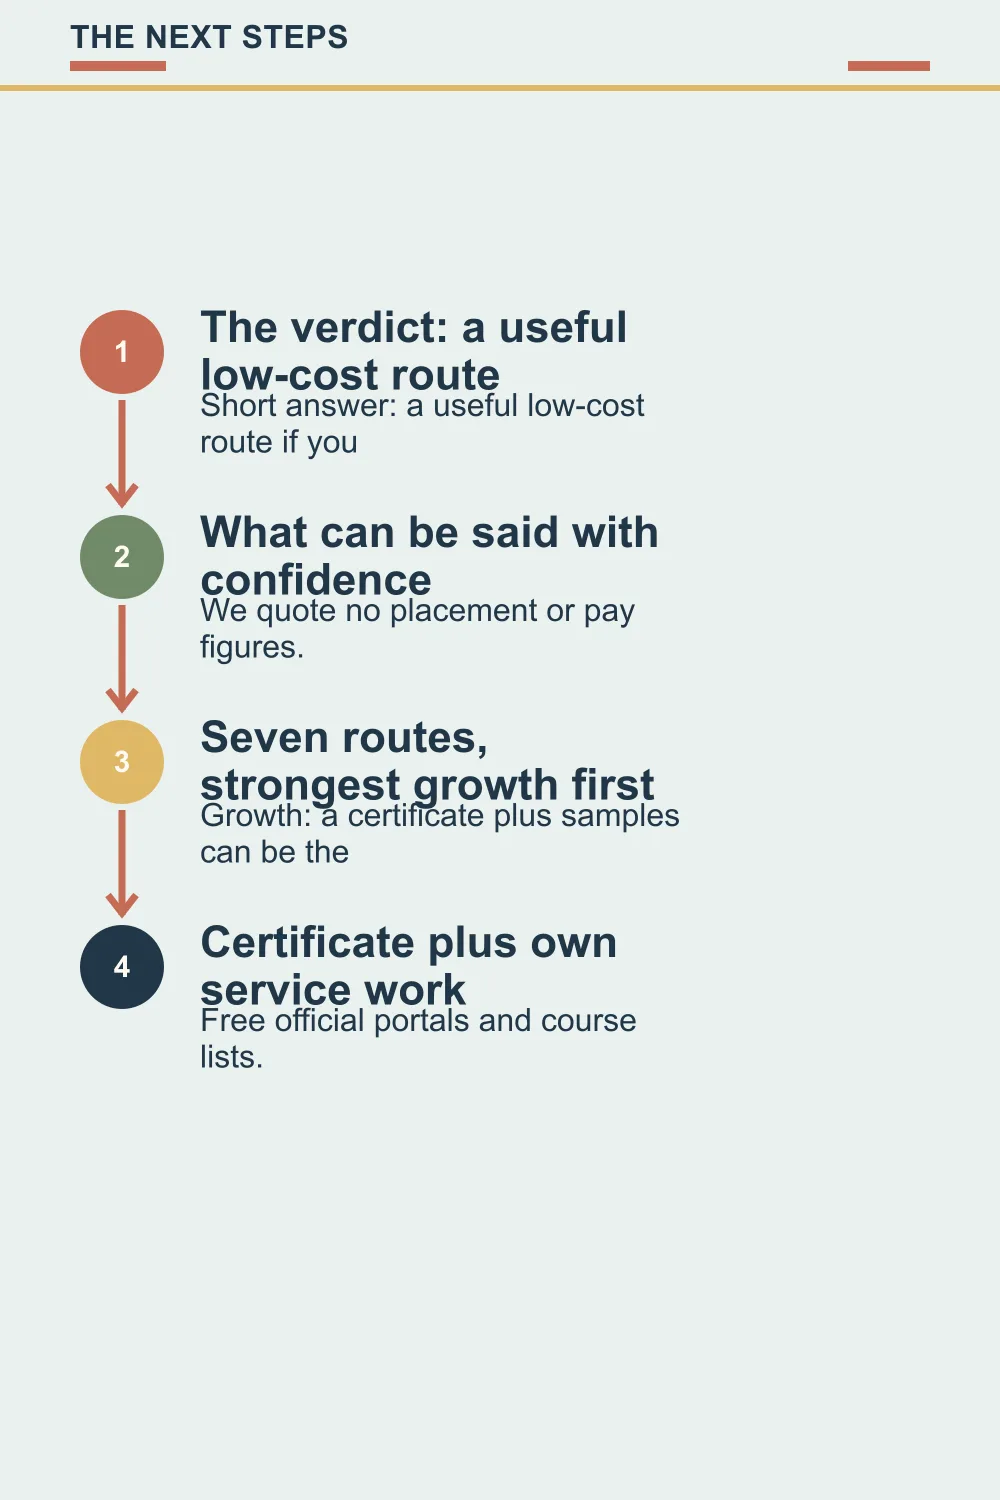 THE NEXT STEPS
1
The verdict: a useful
low-cost route
Short answer: a useful low-cost
route if you
2
What can be said with
confidence
We quote no placement or pay
figures.
3
Seven routes,
strongest growth first
Growth: a certificate plus samples
can be the
4
Certificate plus own
service work
Free official portals and course
lists.